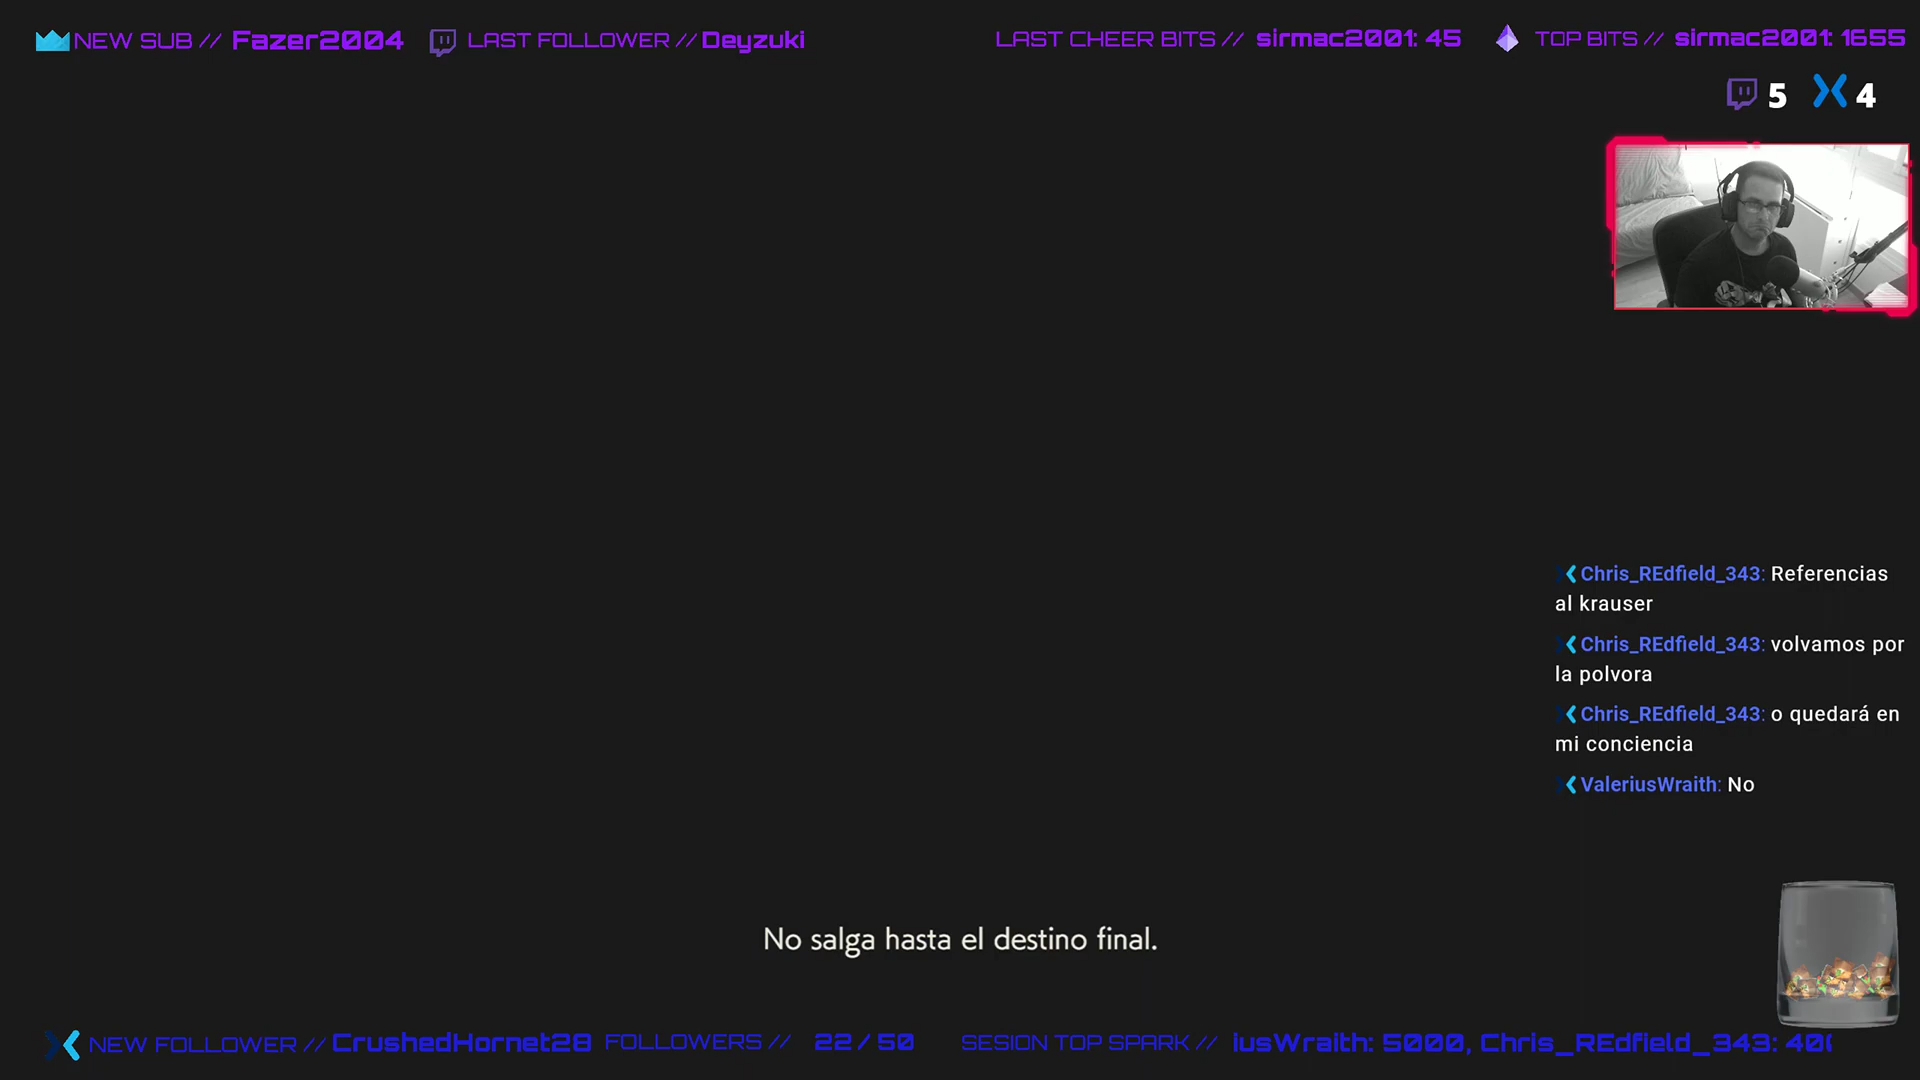 NEW SUB // Fazer2004 LAST FOLLOWER // Deyzuki LAST CHEER BITS // sirmac2001: 45 TOP BITS // sirmac2001: 1655
5 4
Chris_REdfield_343: Referencias
al krauser
Chris_REdfield_343: volvamos por
la polvora
Chris_REdfield_343: o quedará en
mi conciencia
ValeriusWraith: No
No salga hasta el destino final.
NEW FOLLOWER // CrushedHornet28 FOLLOWERS // 22 / 50 SESION TOP SPARK // iusWraith: 5000, Chris_REdfield_343: 40